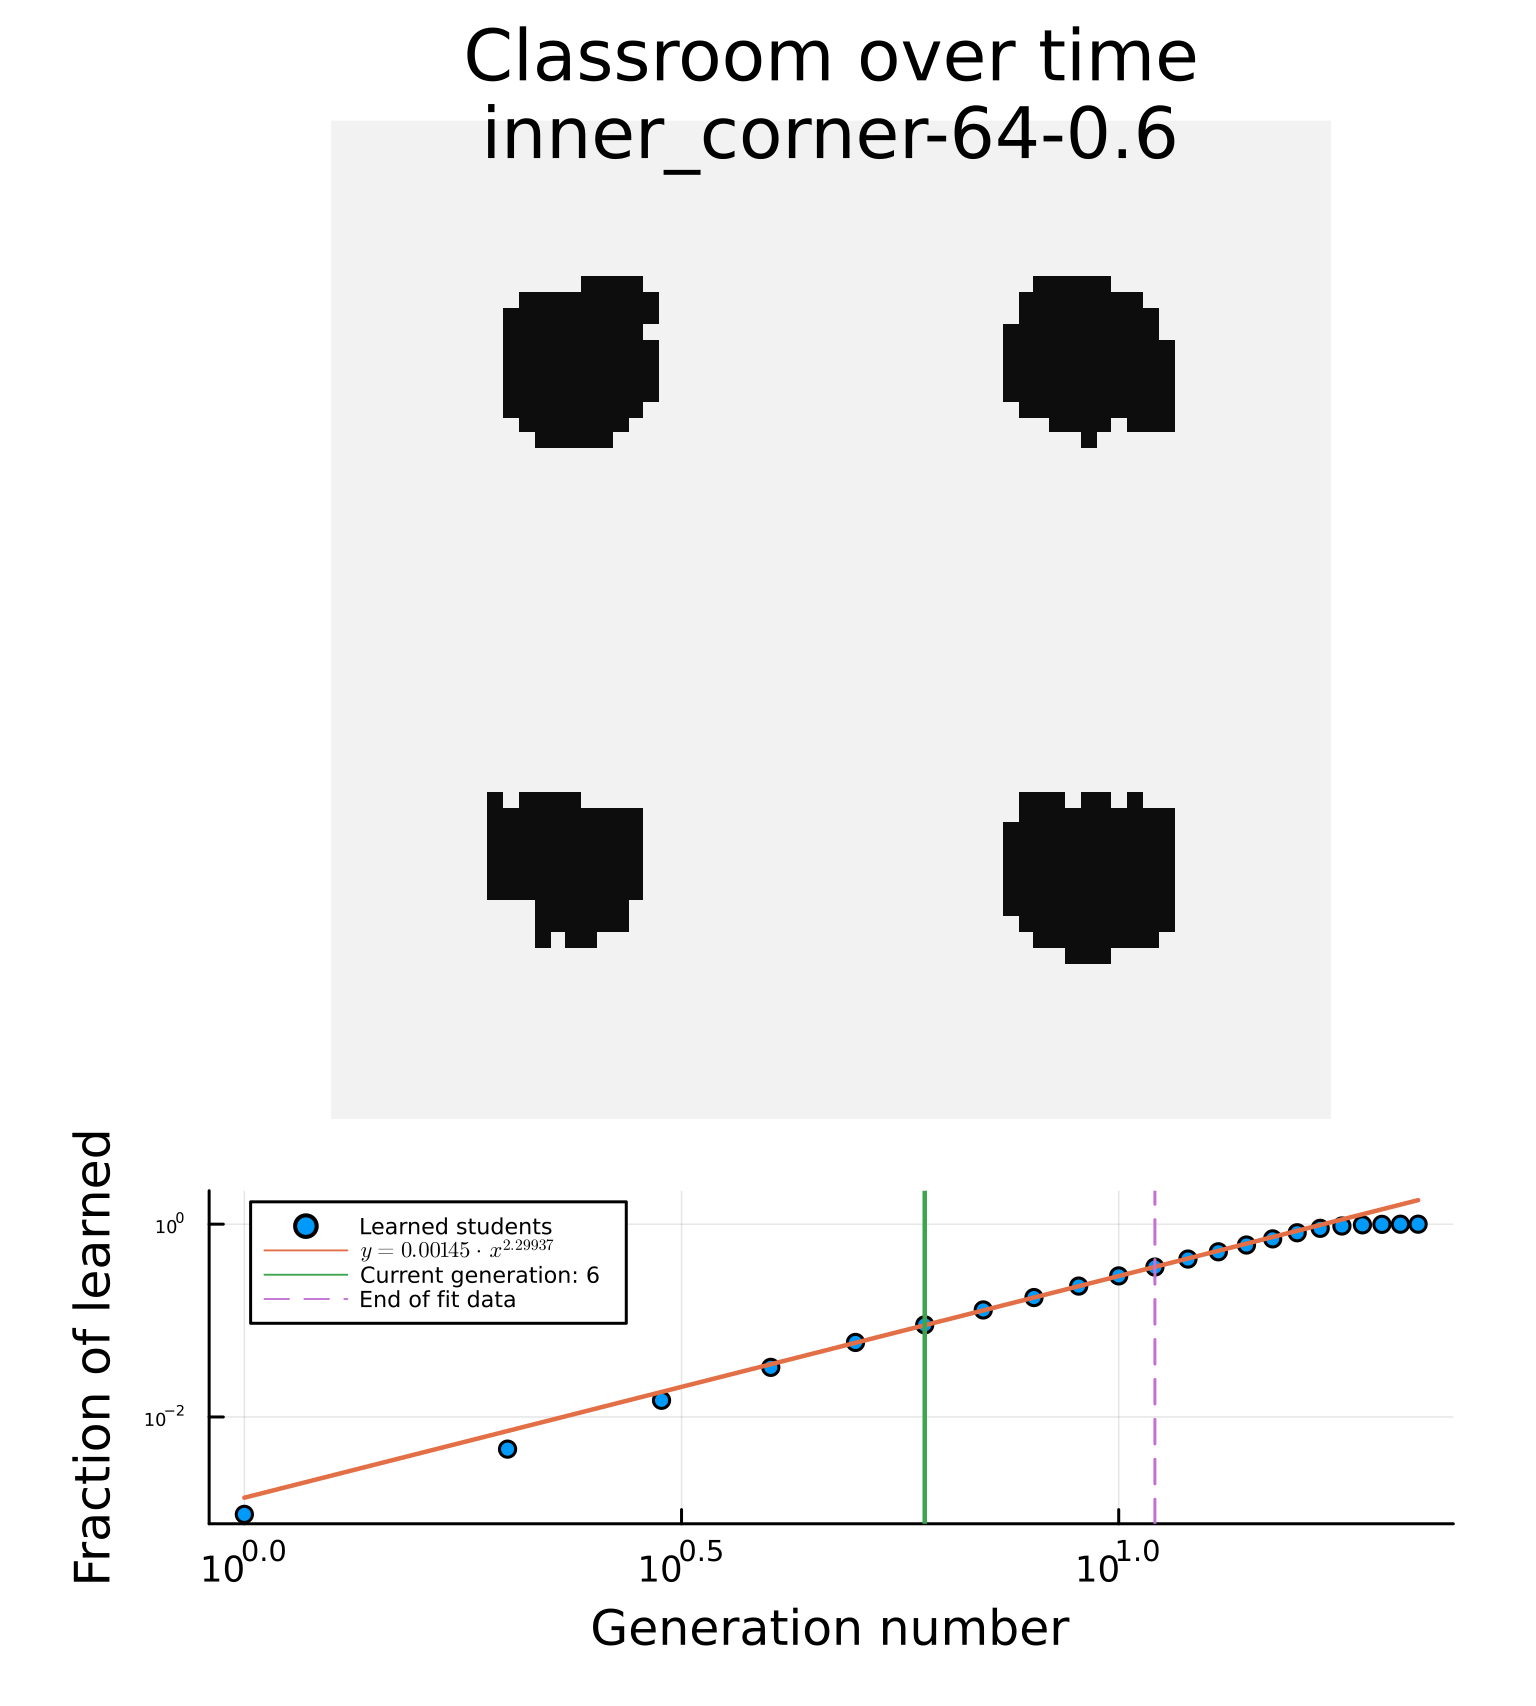 Classroom over time
inner_corner-64-0.6
Fraction of learned
10^0
10^−2
Learned students
y = 0.00145 · x^2.29937
Current generation: 6
End of fit data
10^0.0
10^0.5
10^1.0
Generation number